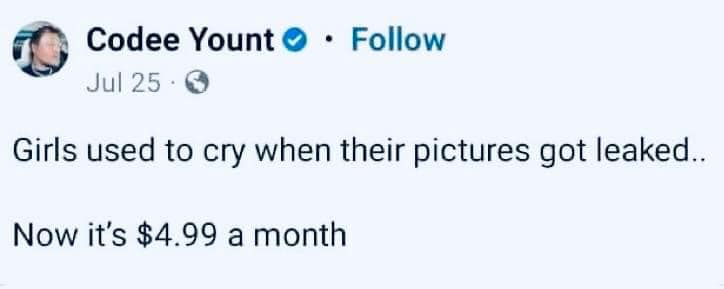 Codee Yount · Follow
Jul 25 ·
Girls used to cry when their pictures got leaked..
Now it's $4.99 a month